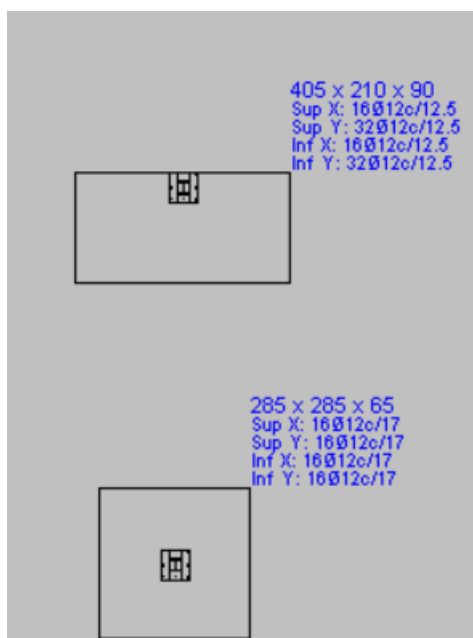 405 x 210 x 90
Sup X: 16Ø12c/12.5
Sup Y: 32Ø12c/12.5
Inf X: 16Ø12c/12.5
Inf Y: 32Ø12c/12.5
285 x 285 x 65
Sup X: 16Ø12c/17
Sup Y: 16Ø12c/17
Inf X: 16Ø12c/17
Inf Y: 16Ø12c/17